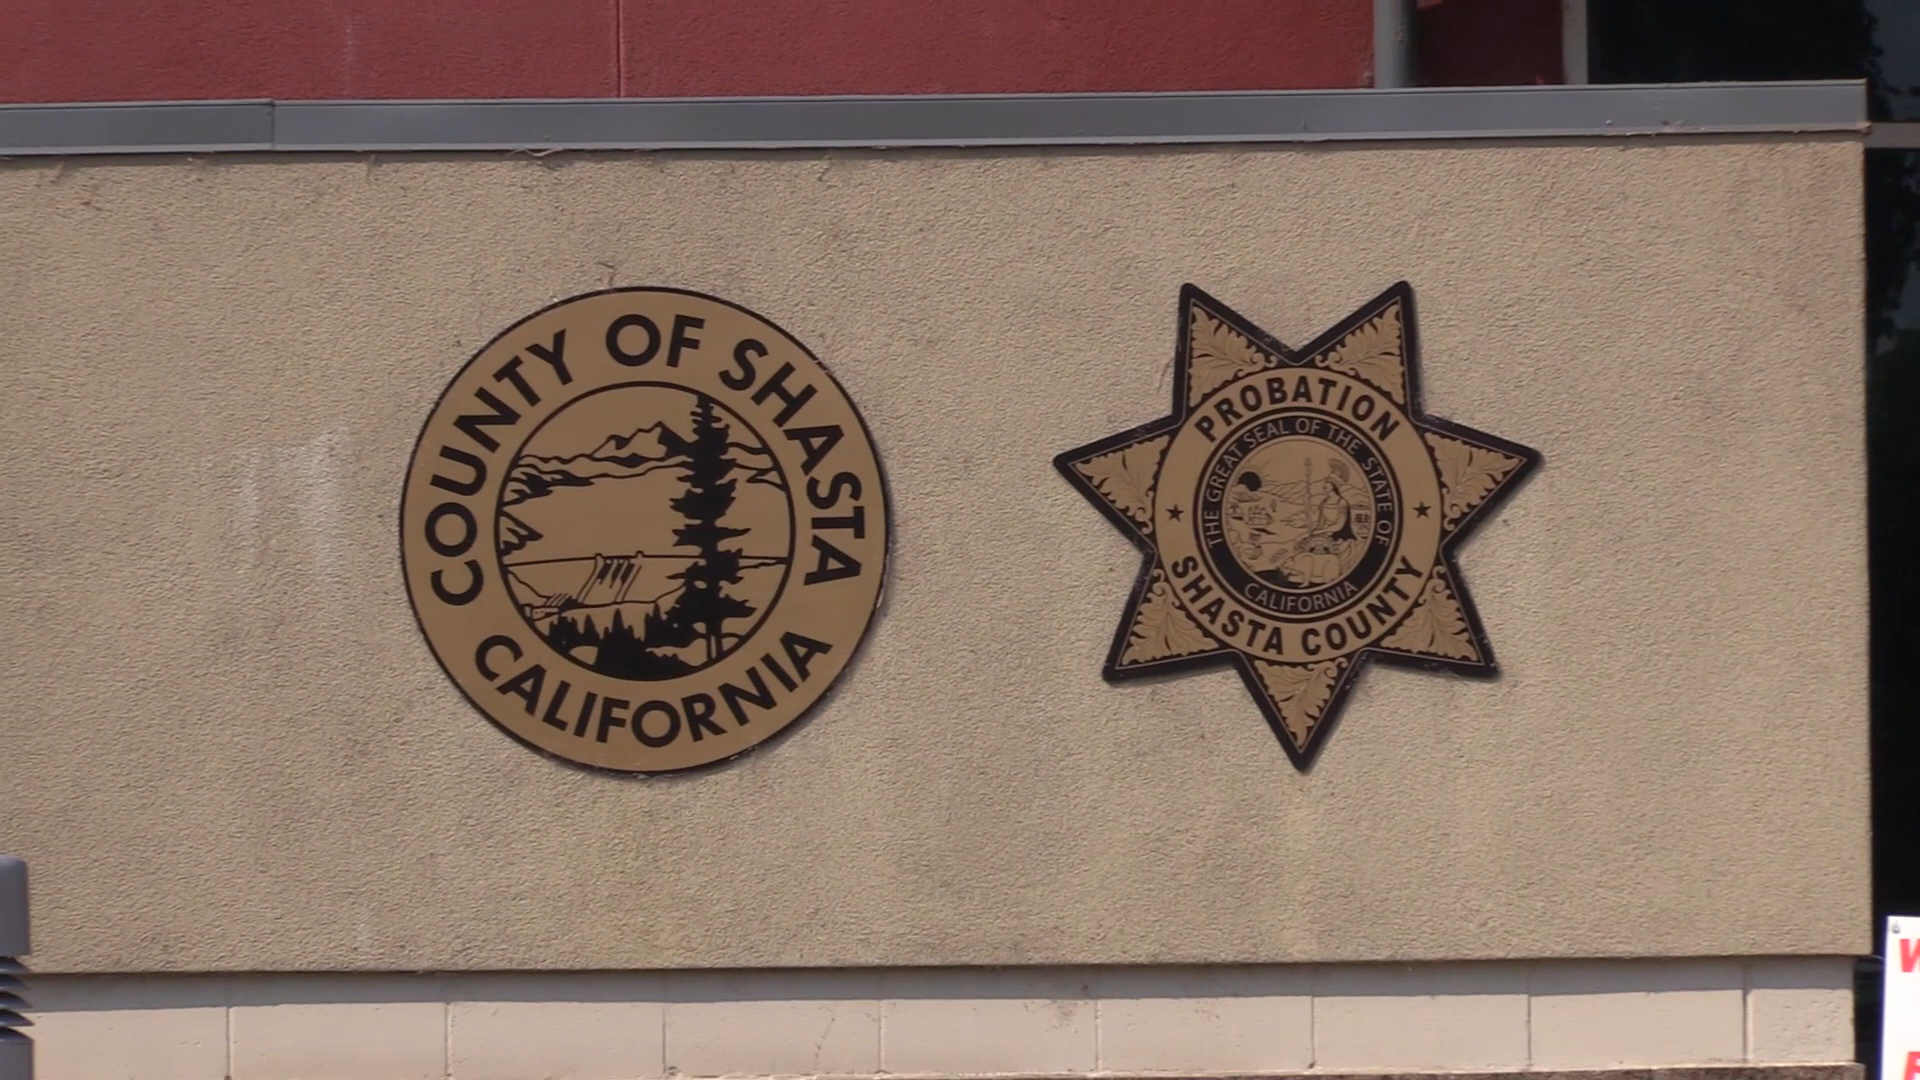 COUNTY OF SHASTA
CALIFORNIA
PROBATION
THE GREAT SEAL OF THE STATE OF
CALIFORNIA
SHASTA COUNTY